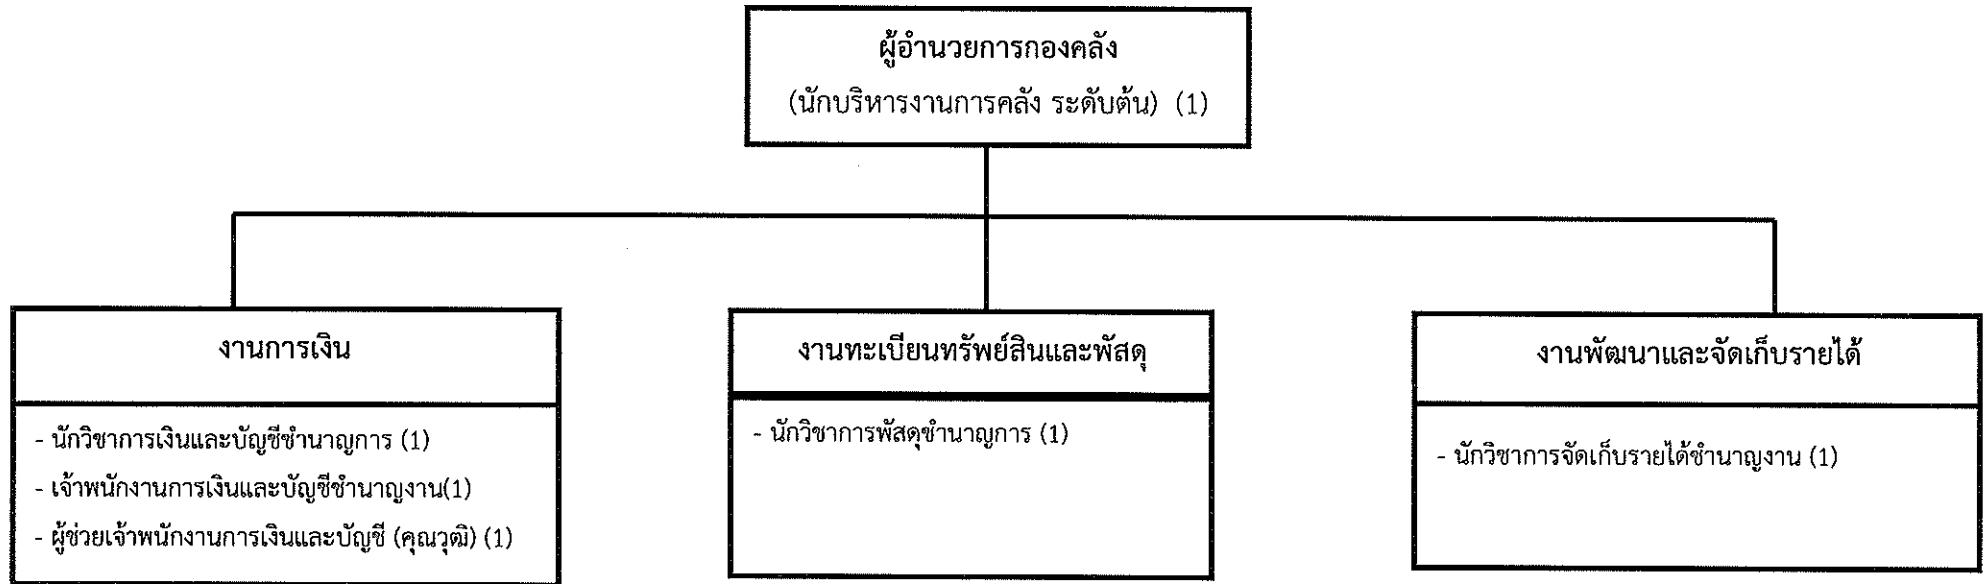 ผู้อำนวยการกองคลัง
(นักบริหารงานการคลัง ระดับต้น) (1)
งานการเงิน
- นักวิชาการเงินและบัญชีชำนาญการ (1)
- เจ้าพนักงานการเงินและบัญชีชำนาญงาน(1)
- ผู้ช่วยเจ้าพนักงานการเงินและบัญชี (คุณวุฒิ) (1)
งานทะเบียนทรัพย์สินและพัสดุ
- นักวิชาการพัสดุชำนาญการ (1)
งานพัฒนาและจัดเก็บรายได้
- นักวิชาการจัดเก็บรายได้ชำนาญงาน (1)